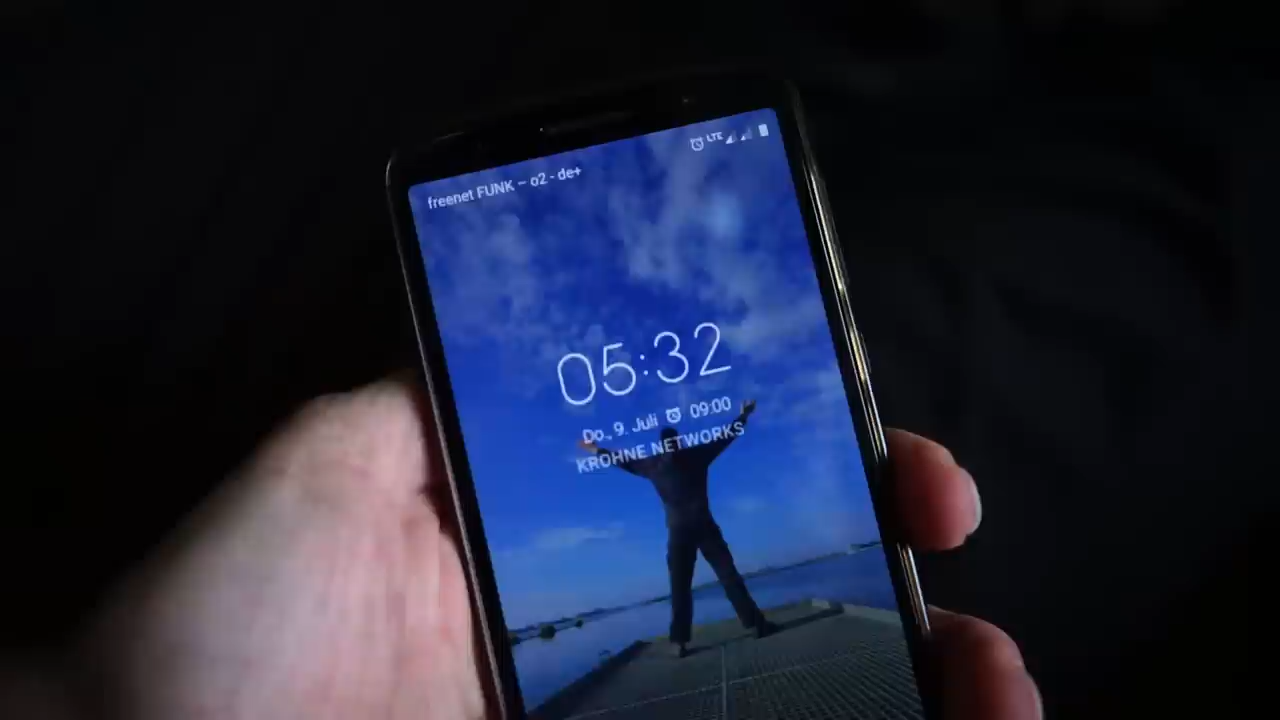 LTE
freenet FUNK – o2 - de+
05:32
Do., 9. Juli 09:00
KROHNE NETWORKS